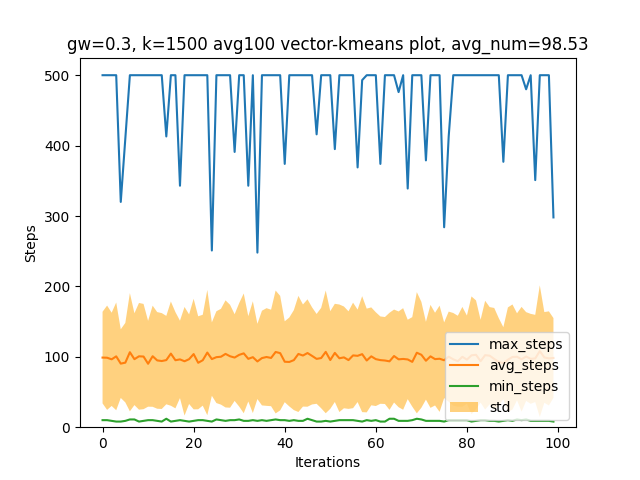 gw=0.3, k=1500 avg100 vector-kmeans plot, avg_num=98.53
500
400
300
200
100
0
Steps
max_steps
avg_steps
min_steps
std
0 20 40 60 80 100
Iterations